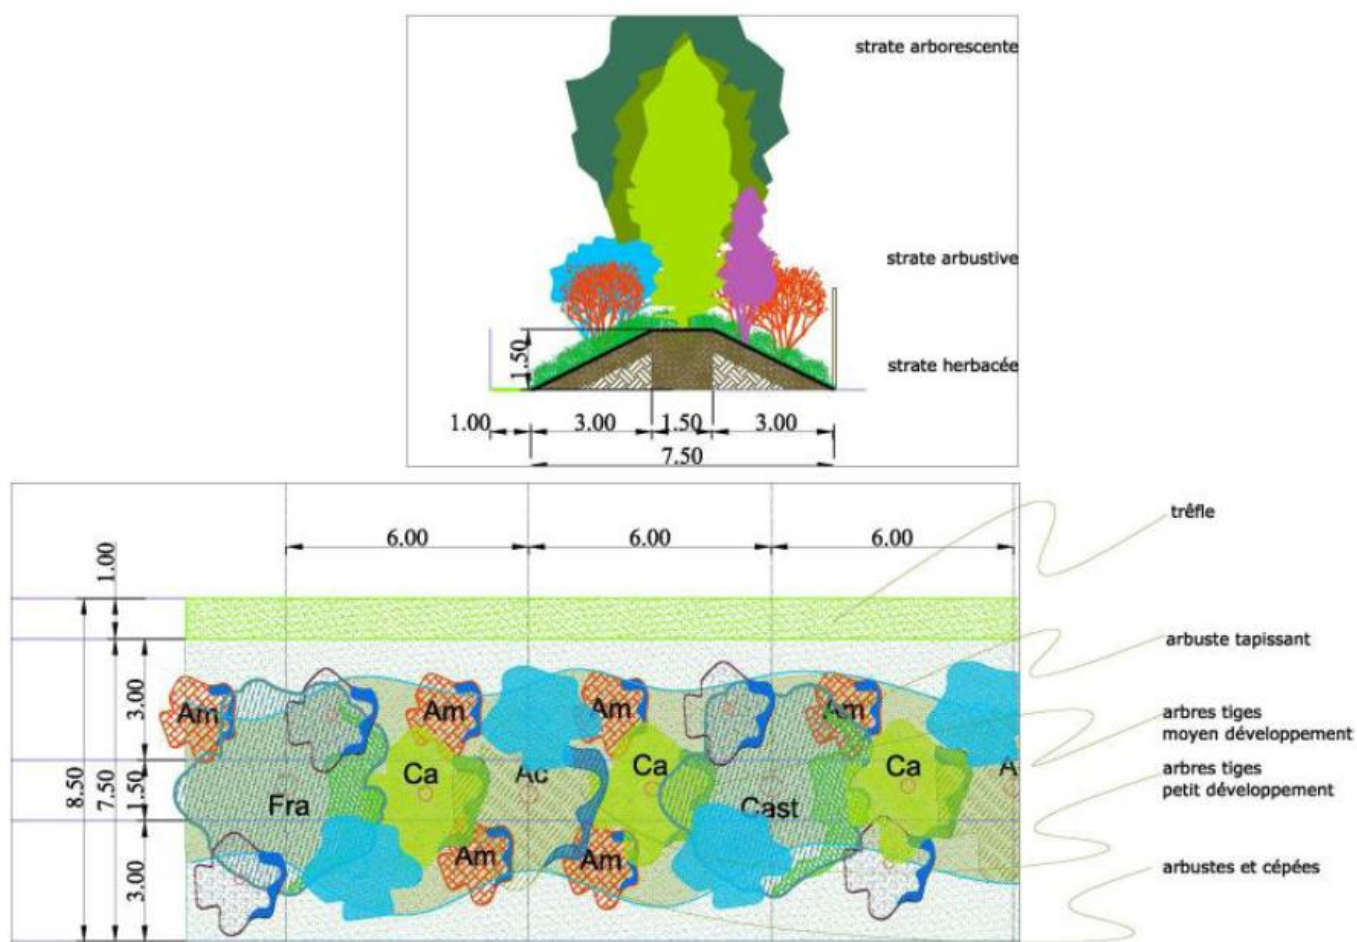 strate arborescente
strate arbustive
strate herbacée
1.50
1.00
3.00
1.50
3.00
7.50
trêfle
6.00
6.00
6.00
1.00
arbuste tapissant
8.50
7.50
3.00
1.50
3.00
Am
Am
Am
Am
arbres tiges
moyen développement
Ca
Ac
Ca
Ca
A
arbres tiges
petit développement
Fra
Cast
Am
Am
arbustes et cépées